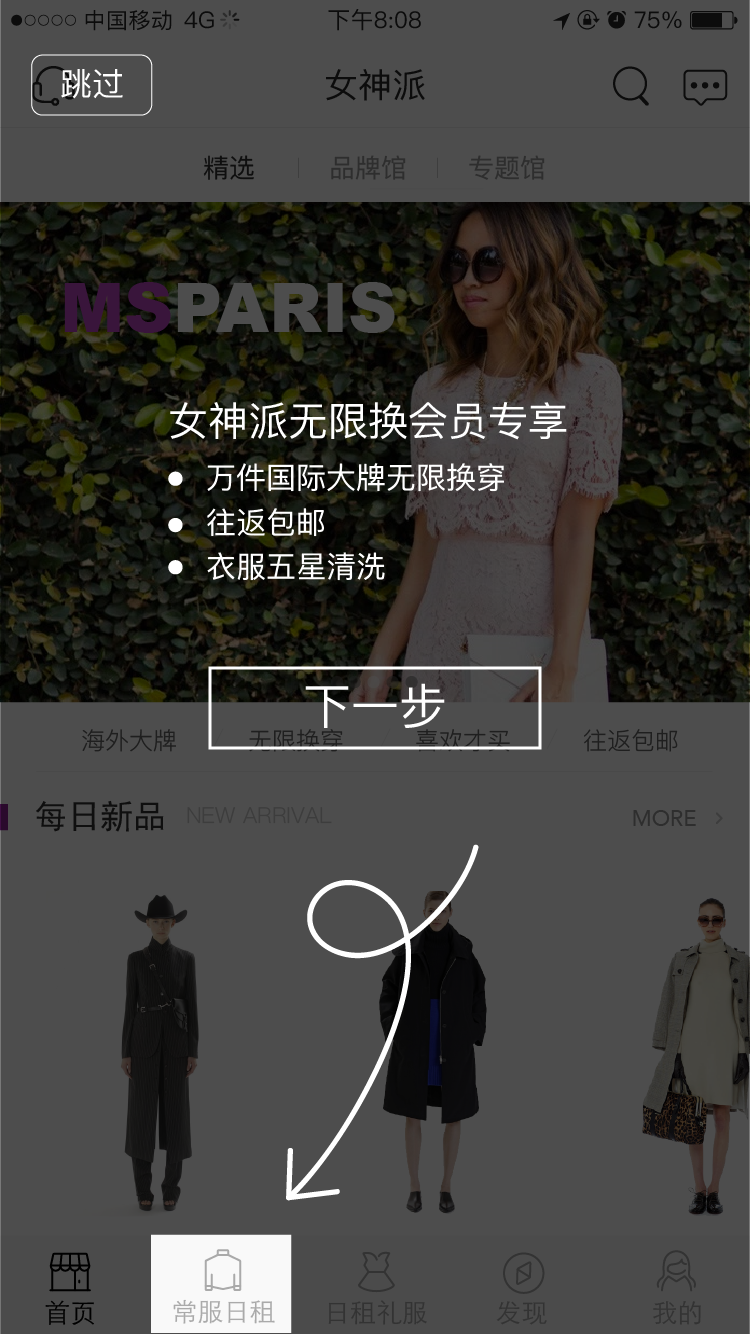 中国移动 4G 下午8:08 75%
跳过 女神派
精选 品牌馆 专题馆
MSPARIS
女神派无限换会员专享
万件国际大牌无限换穿
往返包邮
衣服五星清洗
下一步
海外大牌 无限换穿 喜欢才买 往返包邮
每日新品 NEW ARRIVAL MORE
首页 常服日租 日租礼服 发现 我的